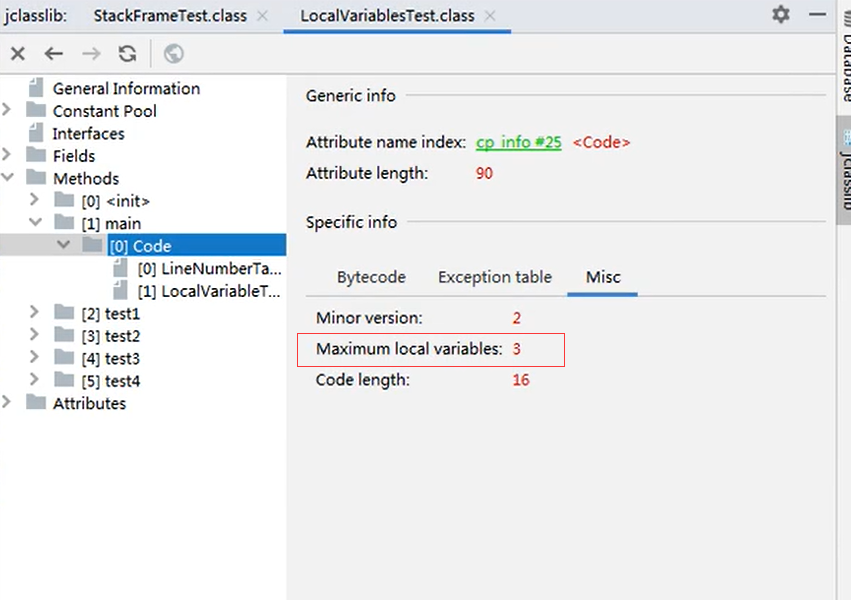 jclasslib: StackFrameTest.class LocalVariablesTest.class
General Information
Constant Pool
Interfaces
Fields
Methods
[0] <init>
[1] main
[0] Code
[0] LineNumberTa...
[1] LocalVariableT...
[2] test1
[3] test2
[4] test3
[5] test4
Attributes
Generic info
Attribute name index: cp_info #25 <Code>
Attribute length: 90
Specific info
Bytecode Exception table Misc
Minor version: 2
Maximum local variables: 3
Code length: 16
Database
jclasslib